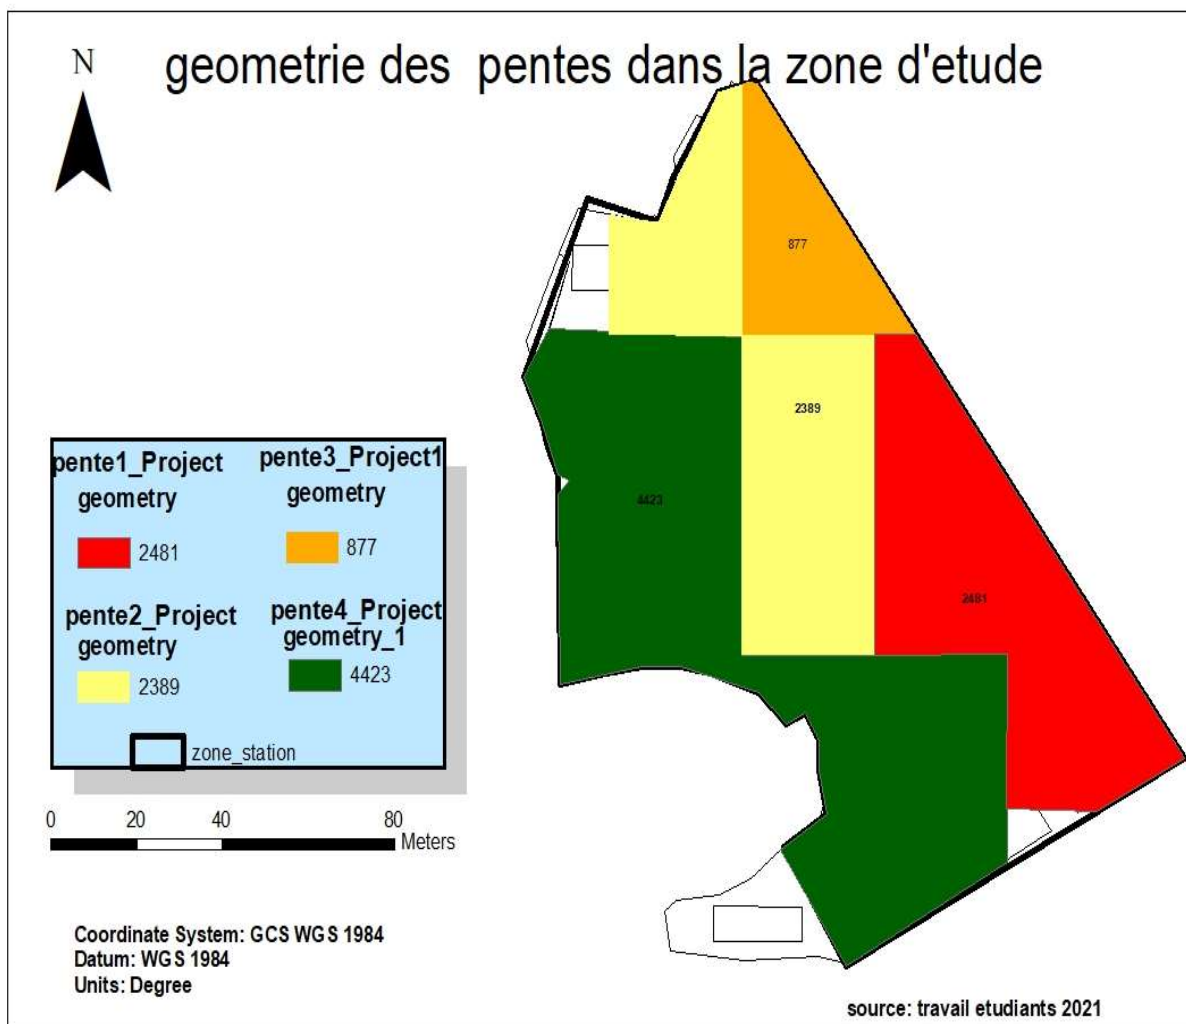 geometrie des  pentes dans la zone d'etude
N
877
2389
4423
2481
pente1_Project
geometry
2481
pente3_Project1
geometry
877
pente2_Project
geometry
2389
pente4_Project
geometry_1
4423
zone_station
0 20 40 80
Meters
Coordinate System: GCS WGS 1984
Datum: WGS 1984
Units: Degree
source: travail etudiants 2021